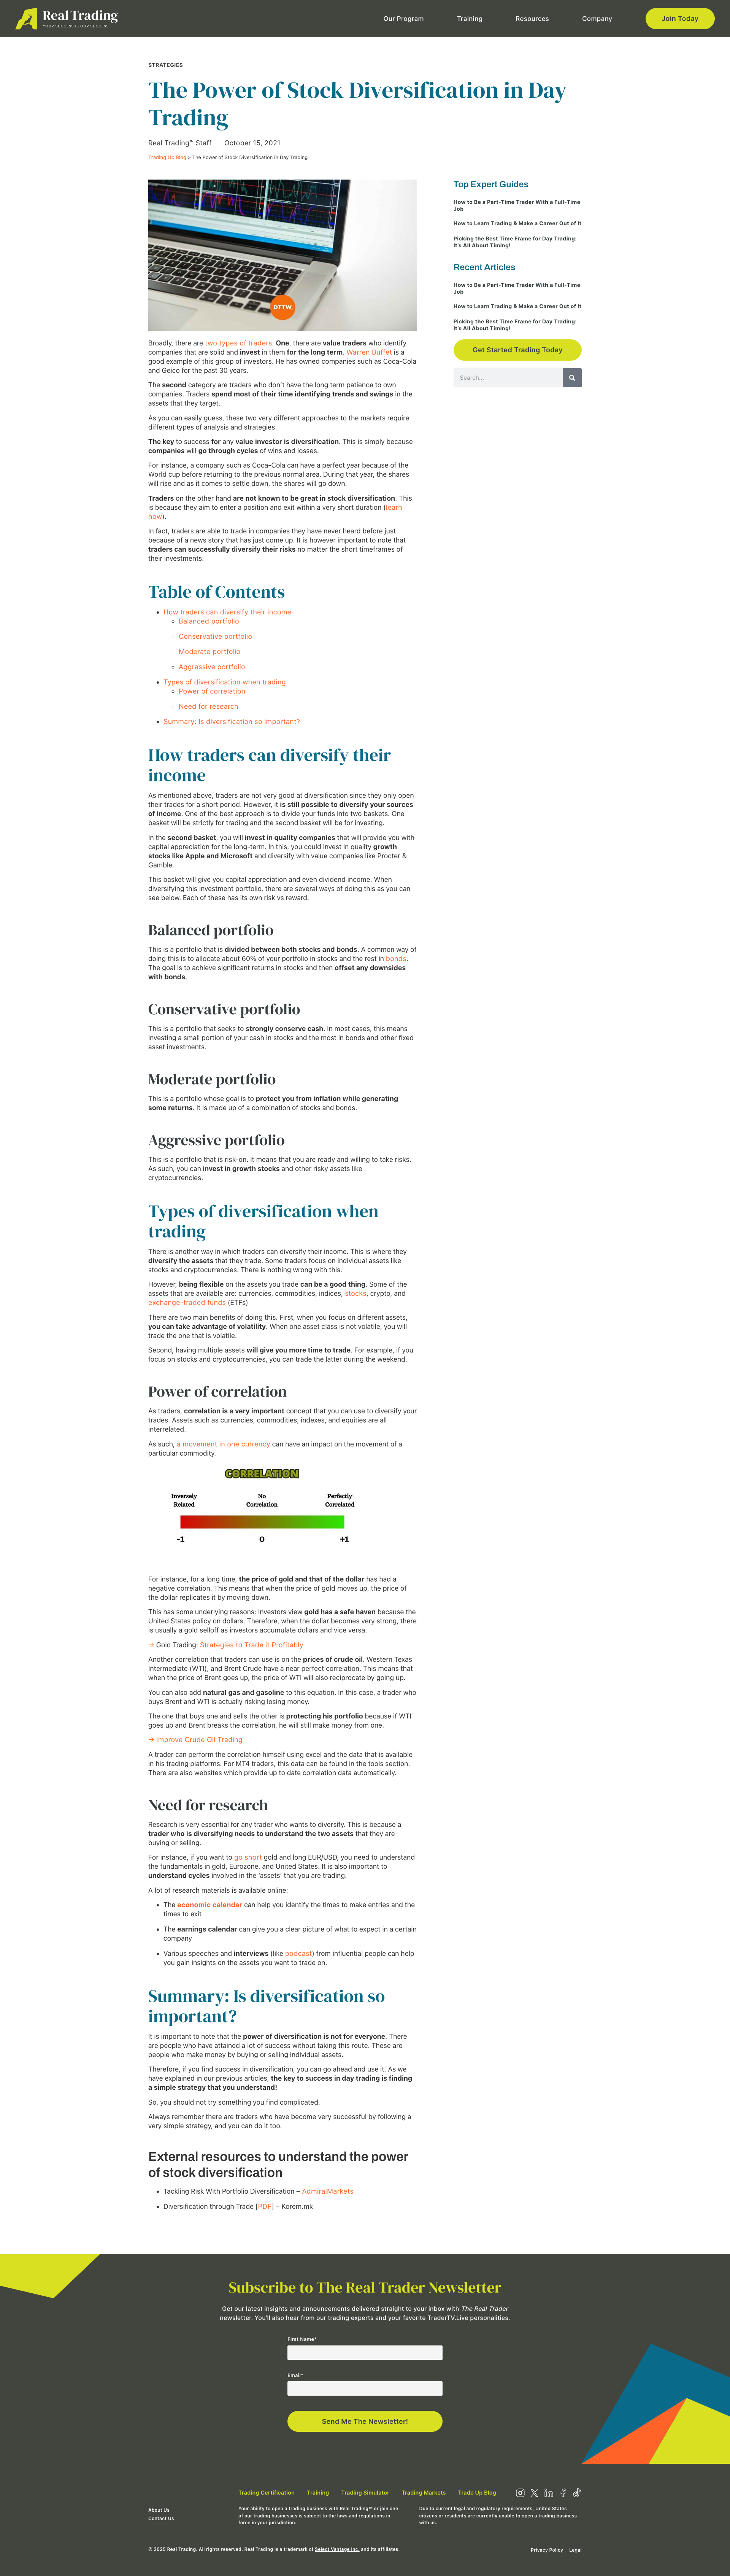 Real Trading
YOUR SUCCESS IS OUR SUCCESS
Our Program
Training
Resources
Company
Join Today
STRATEGIES
The Power of Stock Diversification in Day
Trading
Real Trading™ Staff | October 15, 2021
Trading Up Blog > The Power of Stock Diversification in Day Trading
DTTW
Broadly, there are two types of traders. One, there are value traders who identify
companies that are solid and invest in them for the long term. Warren Buffet is a
good example of this group of investors. He has owned companies such as Coca-Cola
and Geico for the past 30 years.
The second category are traders who don't have the long term patience to own
companies. Traders spend most of their time identifying trends and swings in the
assets that they target.
As you can easily guess, these two very different approaches to the markets require
different types of analysis and strategies.
The key to success for any value investor is diversification. This is simply because
companies will go through cycles of wins and losses.
For instance, a company such as Coca-Cola can have a perfect year because of the
World cup before returning to the previous normal area. During that year, the shares
will rise and as it comes to settle down, the shares will go down.
Traders on the other hand are not known to be great in stock diversification. This
is because they aim to enter a position and exit within a very short duration (learn
how).
In fact, traders are able to trade in companies they have never heard before just
because of a news story that has just come up. It is however important to note that
traders can successfully diversify their risks no matter the short timeframes of
their investments.
Table of Contents
How traders can diversify their income
Balanced portfolio
Conservative portfolio
Moderate portfolio
Aggressive portfolio
Types of diversification when trading
Power of correlation
Need for research
Summary: Is diversification so important?
How traders can diversify their
income
As mentioned above, traders are not very good at diversification since they only open
their trades for a short period. However, it is still possible to diversify your sources
of income. One of the best approach is to divide your funds into two baskets. One
basket will be strictly for trading and the second basket will be for investing.
In the second basket, you will invest in quality companies that will provide you with
capital appreciation for the long-term. In this, you could invest in quality growth
stocks like Apple and Microsoft and diversify with value companies like Procter &
Gamble.
This basket will give you capital appreciation and even dividend income. When
diversifying this investment portfolio, there are several ways of doing this as you can
see below. Each of these has its own risk vs reward.
Balanced portfolio
This is a portfolio that is divided between both stocks and bonds. A common way of
doing this is to allocate about 60% of your portfolio in stocks and the rest in bonds.
The goal is to achieve significant returns in stocks and then offset any downsides
with bonds.
Conservative portfolio
This is a portfolio that seeks to strongly conserve cash. In most cases, this means
investing a small portion of your cash in stocks and the most in bonds and other fixed
asset investments.
Moderate portfolio
This is a portfolio whose goal is to protect you from inflation while generating
some returns. It is made up of a combination of stocks and bonds.
Aggressive portfolio
This is a portfolio that is risk-on. It means that you are ready and willing to take risks.
As such, you can invest in growth stocks and other risky assets like
cryptocurrencies.
Types of diversification when
trading
There is another way in which traders can diversify their income. This is where they
diversify the assets that they trade. Some traders focus on individual assets like
stocks and cryptocurrencies. There is nothing wrong with this.
However, being flexible on the assets you trade can be a good thing. Some of the
assets that are available are: currencies, commodities, indices, stocks, crypto, and
exchange-traded funds (ETFs)
There are two main benefits of doing this. First, when you focus on different assets,
you can take advantage of volatility. When one asset class is not volatile, you will
trade the one that is volatile.
Second, having multiple assets will give you more time to trade. For example, if you
focus on stocks and cryptocurrencies, you can trade the latter during the weekend.
Power of correlation
As traders, correlation is a very important concept that you can use to diversify your
trades. Assets such as currencies, commodities, indexes, and equities are all
interrelated.
As such, a movement in one currency can have an impact on the movement of a
particular commodity.
CORRELATION
Inversely
Related
No
Correlation
Perfectly
Correlated
-1
0
+1
For instance, for a long time, the price of gold and that of the dollar has had a
negative correlation. This means that when the price of gold moves up, the price of
the dollar replicates it by moving down.
This has some underlying reasons: Investors view gold has a safe haven because the
United States policy on dollars. Therefore, when the dollar becomes very strong, there
is usually a gold selloff as investors accumulate dollars and vice versa.
→ Gold Trading: Strategies to Trade it Profitably
Another correlation that traders can use is on the prices of crude oil. Western Texas
Intermediate (WTI), and Brent Crude have a near perfect correlation. This means that
when the price of Brent goes up, the price of WTI will also reciprocate by going up.
You can also add natural gas and gasoline to this equation. In this case, a trader who
buys Brent and WTI is actually risking losing money.
The one that buys one and sells the other is protecting his portfolio because if WTI
goes up and Brent breaks the correlation, he will still make money from one.
→ Improve Crude Oil Trading
A trader can perform the correlation himself using excel and the data that is available
in his trading platforms. For MT4 traders, this data can be found in the tools section.
There are also websites which provide up to date correlation data automatically.
Need for research
Research is very essential for any trader who wants to diversify. This is because a
trader who is diversifying needs to understand the two assets that they are
buying or selling.
For instance, if you want to go short gold and long EUR/USD, you need to understand
the fundamentals in gold, Eurozone, and United States. It is also important to
understand cycles involved in the 'assets' that you are trading.
A lot of research materials is available online:
The economic calendar can help you identify the times to make entries and the
times to exit
The earnings calendar can give you a clear picture of what to expect in a certain
company
Various speeches and interviews (like podcast) from influential people can help
you gain insights on the assets you want to trade on.
Summary: Is diversification so
important?
It is important to note that the power of diversification is not for everyone. There
are people who have attained a lot of success without taking this route. These are
people who make money by buying or selling individual assets.
Therefore, if you find success in diversification, you can go ahead and use it. As we
have explained in our previous articles, the key to success in day trading is finding
a simple strategy that you understand!
So, you should not try something you find complicated.
Always remember there are traders who have become very successful by following a
very simple strategy, and you can do it too.
External resources to understand the power
of stock diversification
Tackling Risk With Portfolio Diversification – AdmiralMarkets
Diversification through Trade [PDF] – Korem.mk
Top Expert Guides
How to Be a Part-Time Trader With a Full-Time
Job
How to Learn Trading & Make a Career Out of It
Picking the Best Time Frame for Day Trading:
It's All About Timing!
Recent Articles
How to Be a Part-Time Trader With a Full-Time
Job
How to Learn Trading & Make a Career Out of It
Picking the Best Time Frame for Day Trading:
It's All About Timing!
Get Started Trading Today
Search...
Subscribe to The Real Trader Newsletter
Get our latest insights and announcements delivered straight to your inbox with The Real Trader
newsletter. You'll also hear from our trading experts and your favorite TraderTV.Live personalities.
First Name*
Email*
Send Me The Newsletter!
Trading Certification
Training
Trading Simulator
Trading Markets
Trade Up Blog
About Us
Contact Us
Your ability to open a trading business with Real Trading™ or join one
of our trading businesses is subject to the laws and regulations in
force in your jurisdiction.
Due to current legal and regulatory requirements, United States
citizens or residents are currently unable to open a trading business
with us.
© 2025 Real Trading. All rights reserved. Real Trading is a trademark of Select Vantage Inc. and its affiliates.
Privacy Policy
Legal